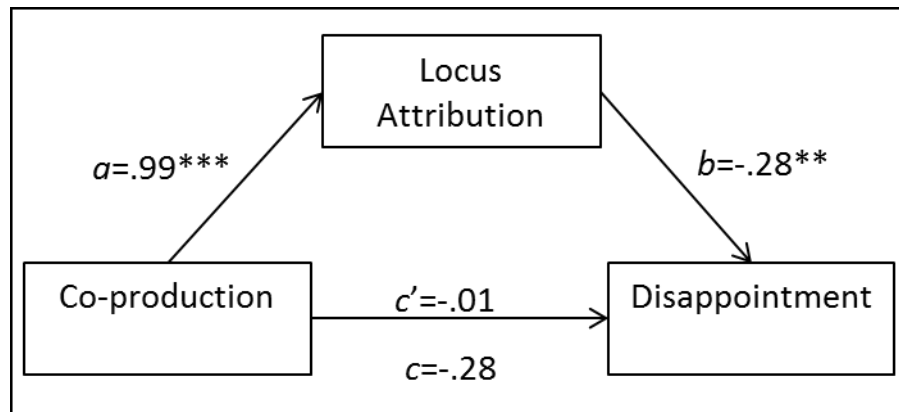 Locus
Attribution
a=.99***
b=-.28**
Co-production
c’=-.01
Disappointment
c=-.28